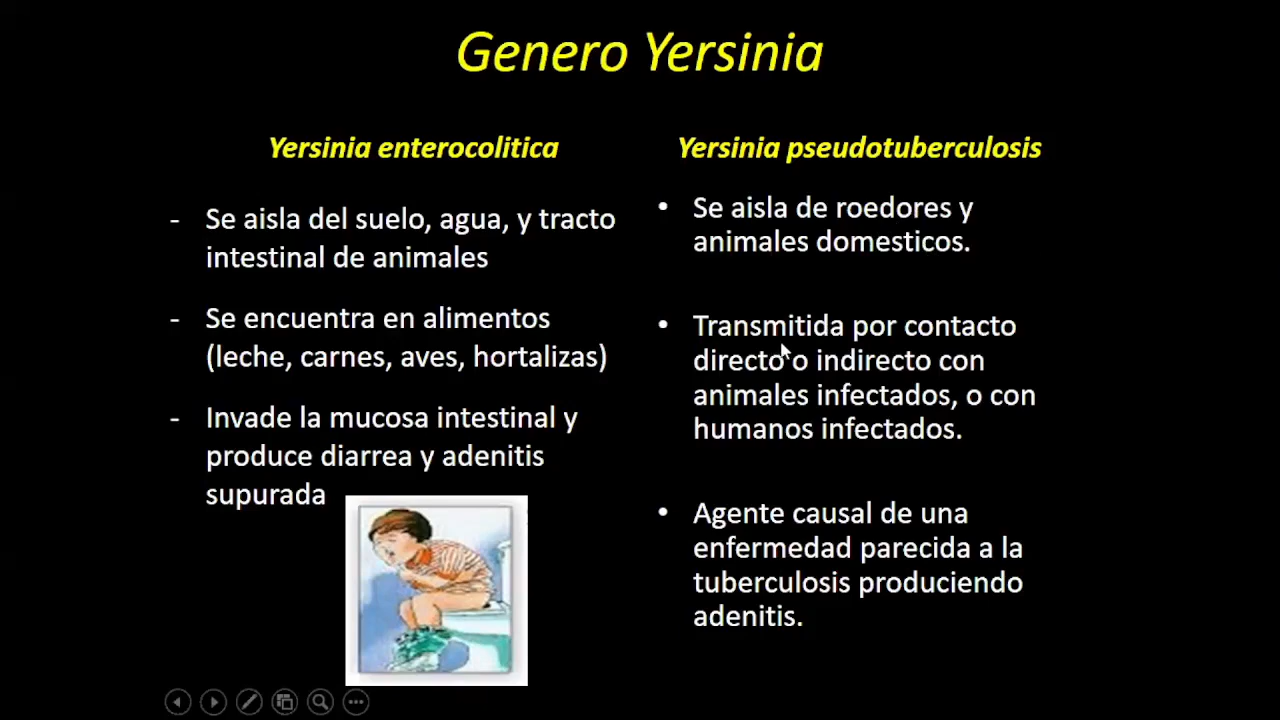 Genero Yersinia
Yersinia enterocolitica
- Se aisla del suelo, agua, y tracto
intestinal de animales
- Se encuentra en alimentos
(leche, carnes, aves, hortalizas)
- Invade la mucosa intestinal y
produce diarrea y adenitis
supurada
Yersinia pseudotuberculosis
• Se aisla de roedores y
animales domesticos.
• Transmitida por contacto
directo o indirecto con
animales infectados, o con
humanos infectados.
• Agente causal de una
enfermedad parecida a la
tuberculosis produciendo
adenitis.